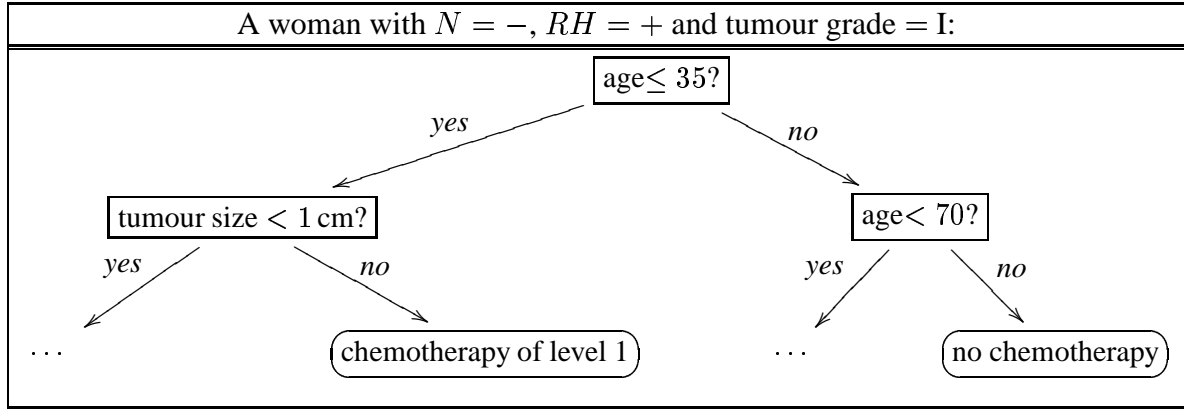 A woman with N = −, RH = + and tumour grade = I:
age≤ 35?
yes
no
tumour size < 1 cm?
age< 70?
yes
no
yes
no
...
chemotherapy of level 1
...
no chemotherapy